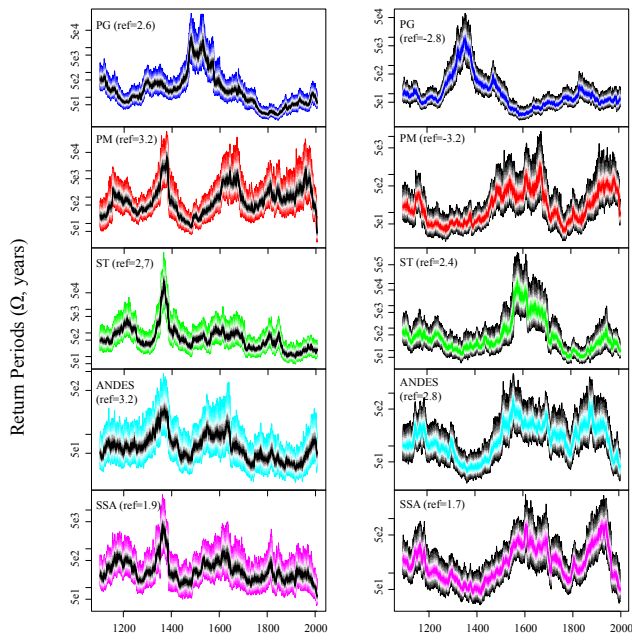 Return Periods (Ω, years)
PG (ref=2.6)
5e4
5e3
5e2
5e1
PM (ref=3.2)
5e4
5e3
5e2
5e1
ST (ref=2,7)
5e4
5e3
5e2
5e1
ANDES
(ref=3.2)
5e2
5e1
SSA (ref=1.9)
5e3
5e2
5e1
1200 1400 1600 1800 2000
PG
(ref=-2.8)
5e4
5e3
5e2
5e1
PM (ref=-3.2)
5e3
5e2
5e1
ST (ref=2.4)
5e5
5e4
5e3
5e2
5e1
ANDES
(ref=2.8)
5e2
5e1
SSA (ref=1.7)
5e2
5e1
1200 1400 1600 1800 2000